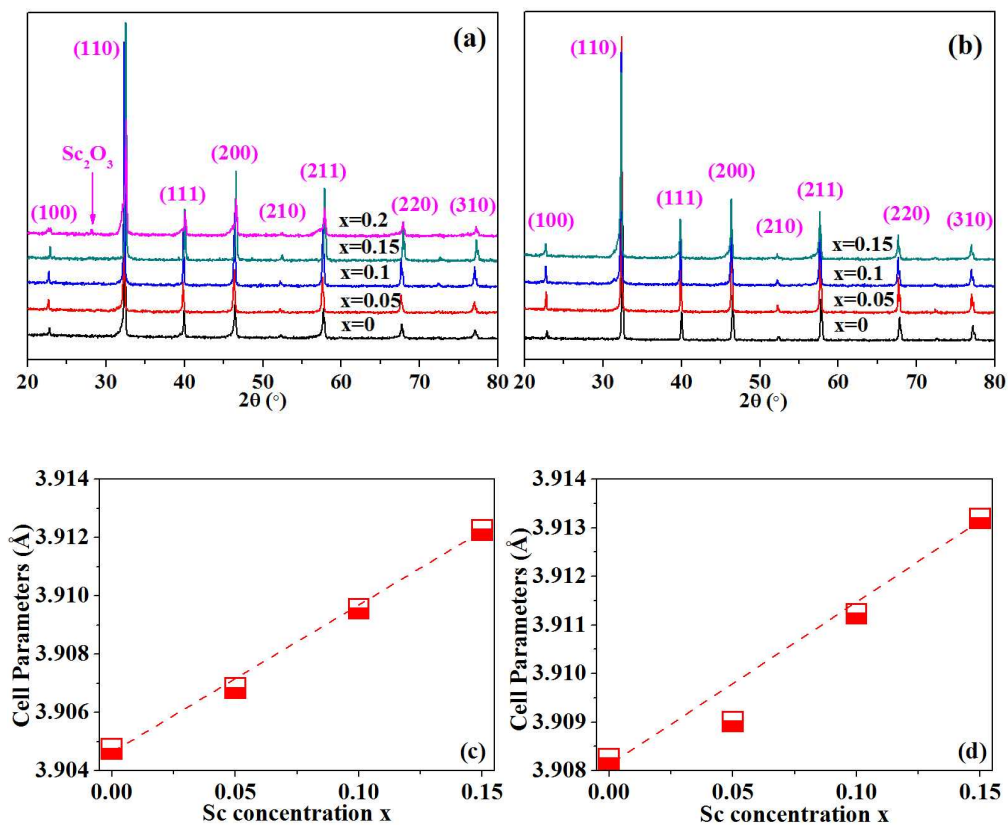 (a)
(110)
Sc2O3
(200)
(211)
(100)
(111)
(210)
(220)
(310)
x=0.2
x=0.15
x=0.1
x=0.05
x=0
20 30 40 50 60 70 80
2θ (°)
(b)
(110)
(200)
(111)
(211)
(100)
(210)
(220)
(310)
x=0.15
x=0.1
x=0.05
x=0
20 30 40 50 60 70 80
2θ (°)
3.914
3.912
3.910
3.908
3.906
3.904
Cell Parameters (Å)
(c)
0.00 0.05 0.10 0.15
Sc concentration x
3.914
3.913
3.912
3.911
3.910
3.909
3.908
Cell Parameters (Å)
(d)
0.00 0.05 0.10 0.15
Sc concentration x